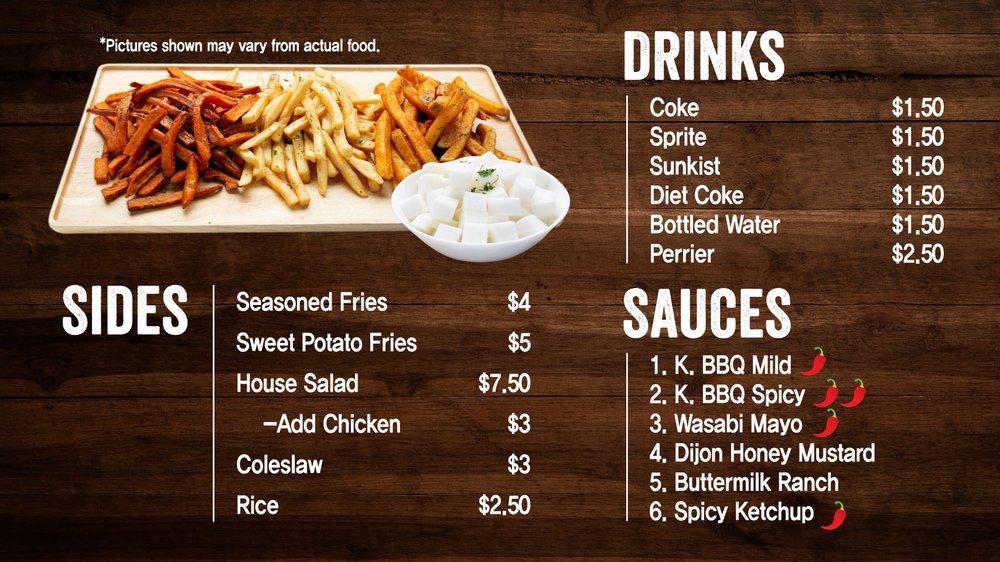 *Pictures shown may vary from actual food.
SIDES
Seasoned Fries $4
Sweet Potato Fries $5
House Salad $7.50
–Add Chicken $3
Coleslaw $3
Rice $2.50
DRINKS
Coke $1.50
Sprite $1.50
Sunkist $1.50
Diet Coke $1.50
Bottled Water $1.50
Perrier $2.50
SAUCES
1. K. BBQ Mild
2. K. BBQ Spicy
3. Wasabi Mayo
4. Dijon Honey Mustard
5. Buttermilk Ranch
6. Spicy Ketchup